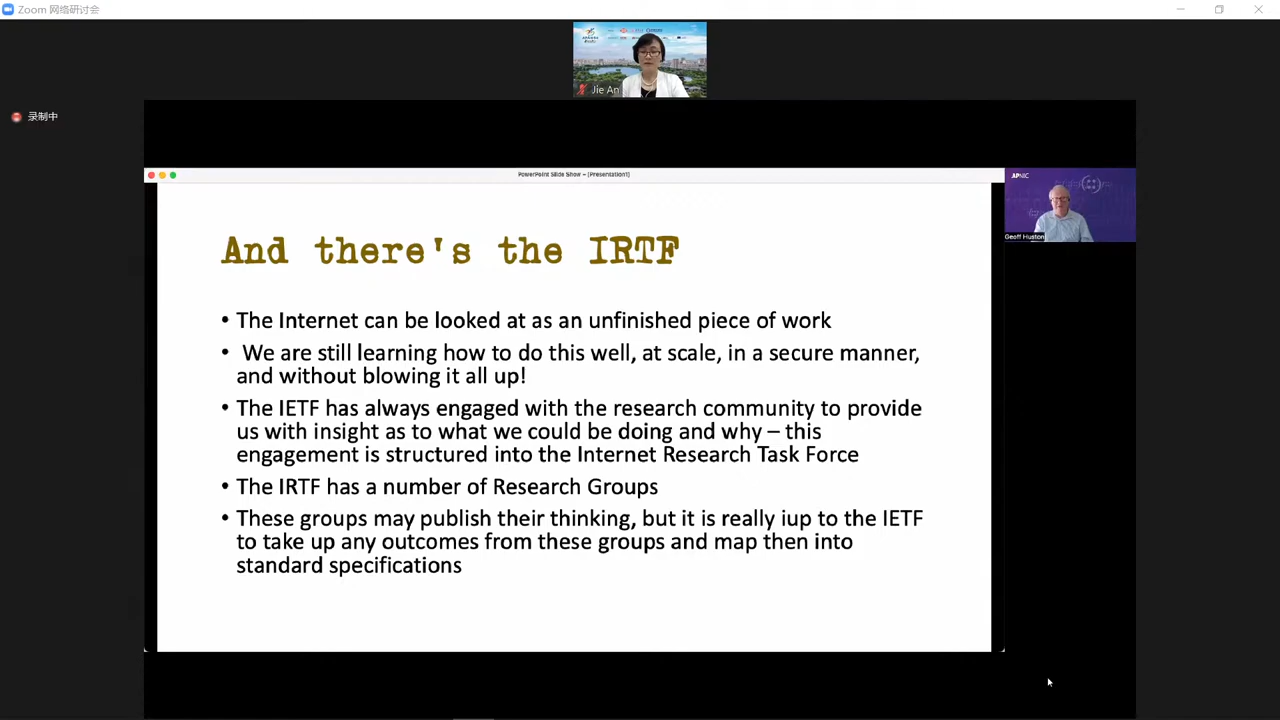 Zoom 网络研讨会
Jie An
录制中
PowerPoint Slide Show – [Presentation1]
APNIC
Geoff Huston
And there's the IRTF
• The Internet can be looked at as an unfinished piece of work
• We are still learning how to do this well, at scale, in a secure manner,
and without blowing it all up!
• The IETF has always engaged with the research community to provide
us with insight as to what we could be doing and why – this
engagement is structured into the Internet Research Task Force
• The IRTF has a number of Research Groups
• These groups may publish their thinking, but it is really iup to the IETF
to take up any outcomes from these groups and map then into
standard specifications